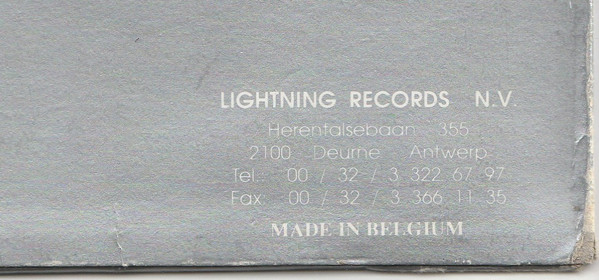 LIGHTNING RECORDS N.V.
Herentalsebaan 355
2100 Deurne Antwerp
Tel.: 00 / 32 / 3 322 67 97
Fax: 00 / 32 / 3 366 11 35
MADE IN BELGIUM